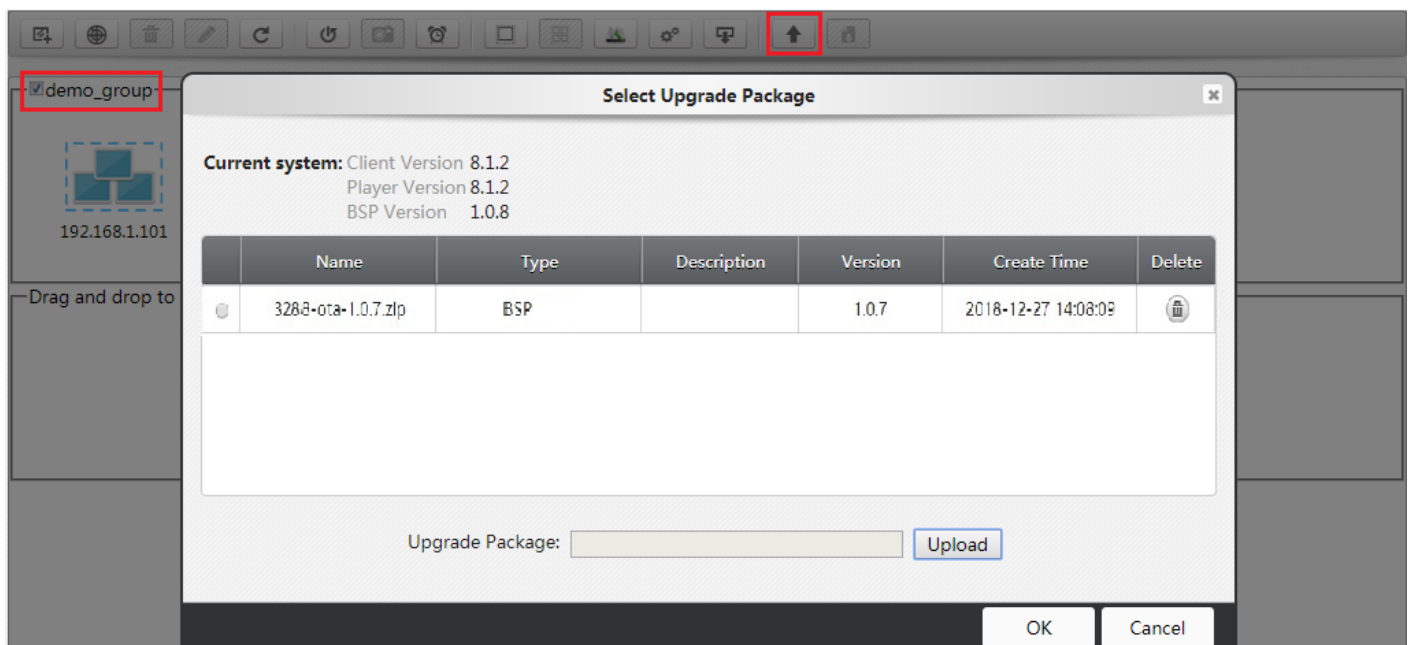 demo_group
Select Upgrade Package
Current system: Client Version 8.1.2
Player Version 8.1.2
BSP Version 1.0.8
192.168.1.101
Name Type Description Version Create Time Delete
Drag and drop to
3288-ota-1.0.7.zip BSP 1.0.7 2018-12-27 14:08:09
Upgrade Package: Upload
OK Cancel